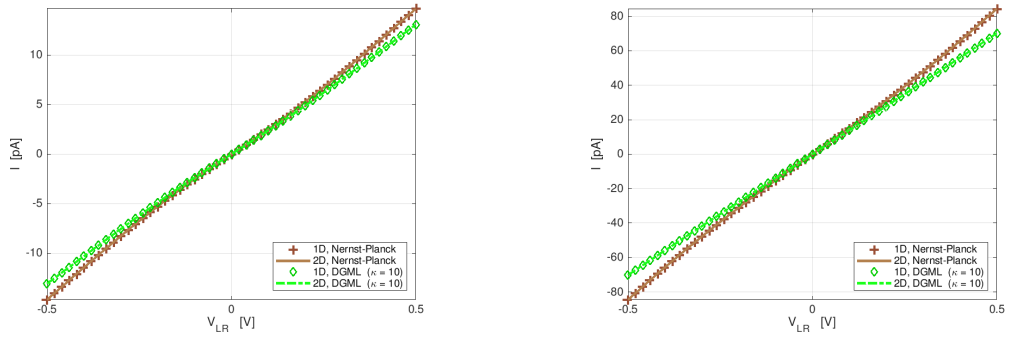 10
5
0
-5
-10
I [pA]
-0.5
0
0.5
V_LR [V]
1D, Nernst-Planck
2D, Nernst-Planck
1D, DGML (κ = 10)
2D, DGML (κ = 10)
80
60
40
20
0
-20
-40
-60
-80
I [pA]
-0.5
0
0.5
V_LR [V]
1D, Nernst-Planck
2D, Nernst-Planck
1D, DGML (κ = 10)
2D, DGML (κ = 10)